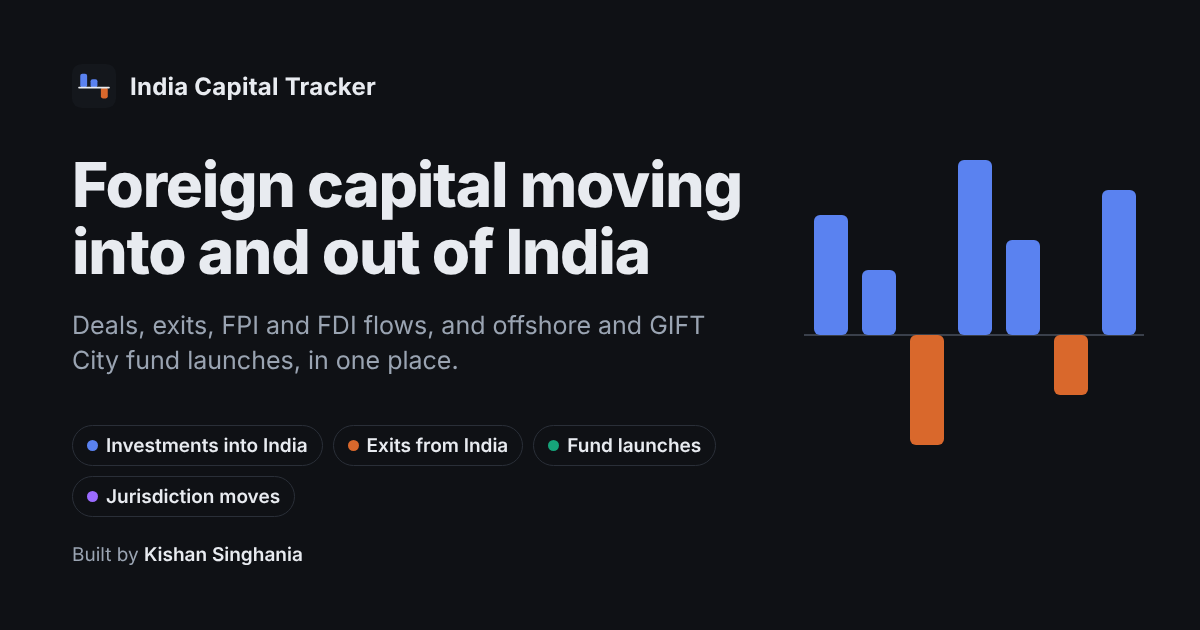 India Capital Tracker
Foreign capital moving
into and out of India
Deals, exits, FPI and FDI flows, and offshore and GIFT
City fund launches, in one place.
Investments into India
Exits from India
Fund launches
Jurisdiction moves
Built by Kishan Singhania